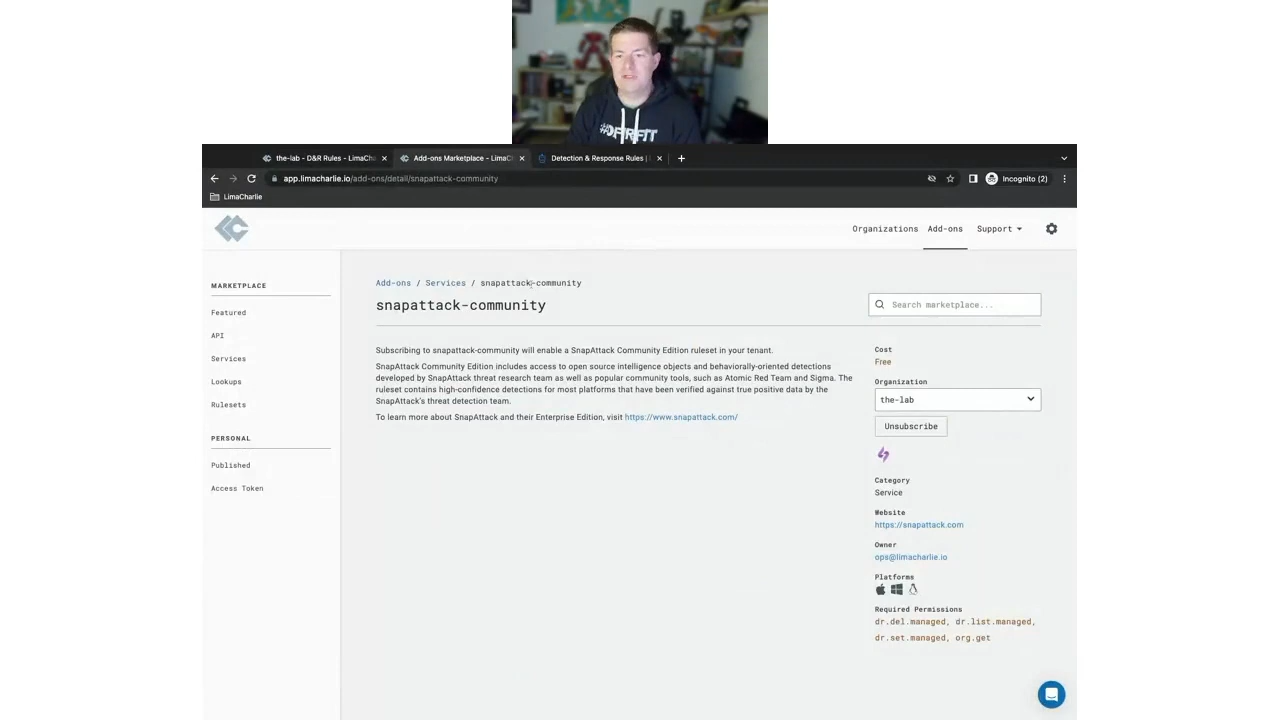 #DFIRFIT
the-lab - D&R Rules - LimaCha
Add-ons Marketplace - LimaCl
Detection & Response Rules |
app.limacharlie.io/add-ons/detail/snapattack-community
Incognito (2)
LimaCharlie
Organizations
Add-ons
Support
MARKETPLACE
Featured
API
Services
Lookups
Rulesets
PERSONAL
Published
Access Token
Add-ons / Services / snapattack-community
snapattack-community
Search marketplace...
Subscribing to snapattack-community will enable a SnapAttack Community Edition ruleset in your tenant.
SnapAttack Community Edition includes access to open source intelligence objects and behaviorally-oriented detections
developed by SnapAttack threat research team as well as popular community tools, such as Atomic Red Team and Sigma. The
ruleset contains high-confidence detections for most platforms that have been verified against true positive data by the
SnapAttack's threat detection team.
To learn more about SnapAttack and their Enterprise Edition, visit https://www.snapattack.com/
Cost
Free
Organization
the-lab
Unsubscribe
Category
Service
Website
https://snapattack.com
Owner
ops@limacharlie.io
Platforms
Required Permissions
dr.del.managed, dr.list.managed,
dr.set.managed, org.get